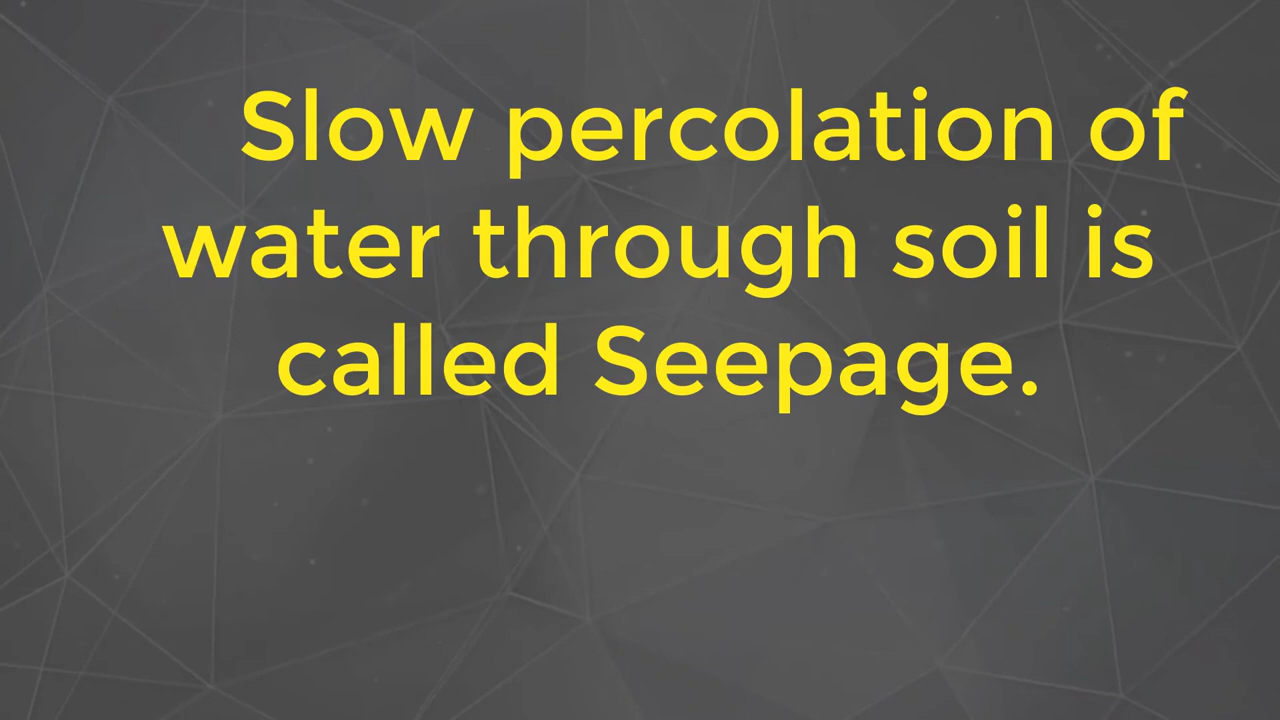 Slow percolation of
water through soil is
called Seepage.